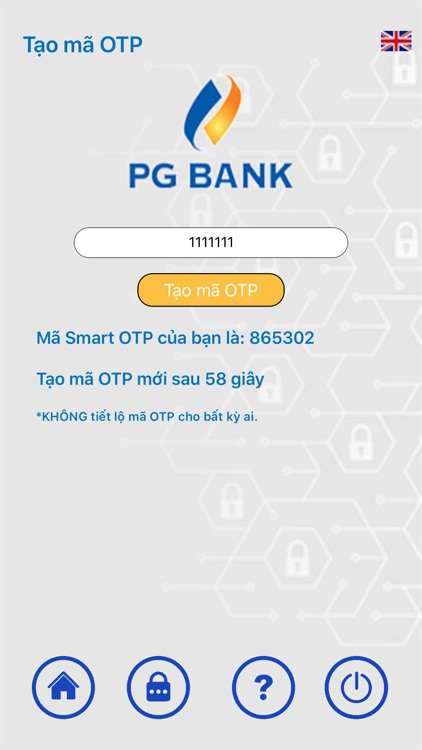 Tạo mã OTP
PG BANK
1111111
Tạo mã OTP
Mã Smart OTP của bạn là: 865302
Tạo mã OTP mới sau 58 giây
*KHÔNG tiết lộ mã OTP cho bất kỳ ai.
?